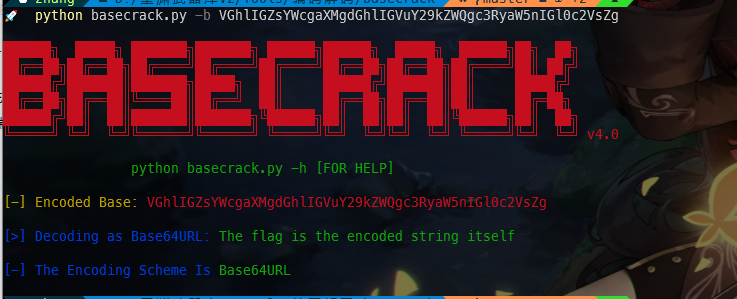 python basecrack.py -b VGhlIGZsYWcgaXMgdGhlIGVuY29kZWQgc3RyaW5nIGl0c2VsZg
BASECRACK v4.0
python basecrack.py -h [FOR HELP]
[-] Encoded Base: VGhlIGZsYWcgaXMgdGhlIGVuY29kZWQgc3RyaW5nIGl0c2VsZg
[>] Decoding as Base64URL: The flag is the encoded string itself
[-] The Encoding Scheme Is Base64URL